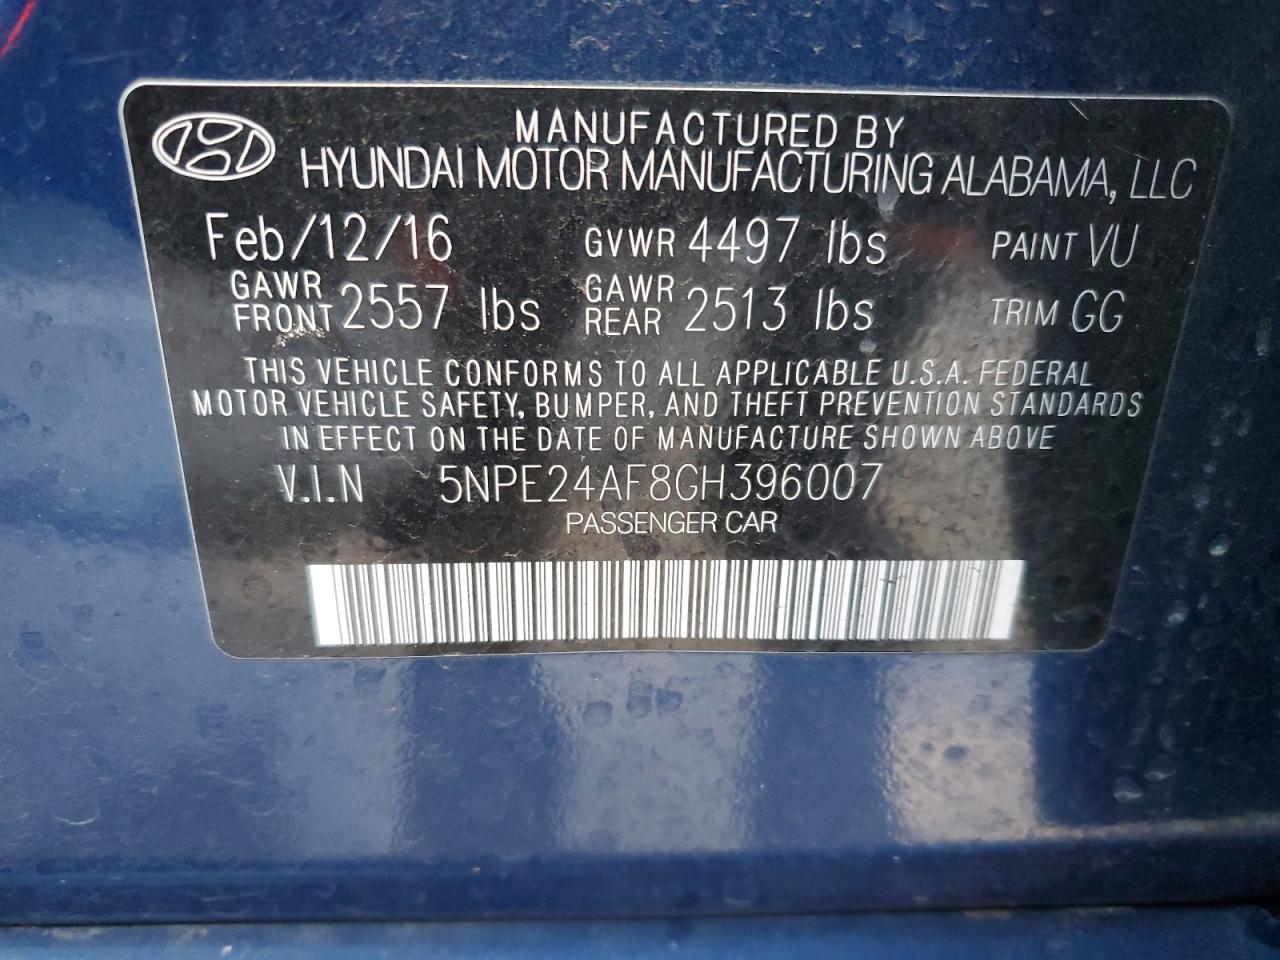 MANUFACTURED BY
HYUNDAI MOTOR MANUFACTURING ALABAMA, LLC
Feb/12/16 GVWR 4497 lbs PAINT VU
GAWR FRONT 2557 lbs GAWR REAR 2513 lbs TRIM GG
THIS VEHICLE CONFORMS TO ALL APPLICABLE U.S.A. FEDERAL
MOTOR VEHICLE SAFETY, BUMPER, AND THEFT PREVENTION STANDARDS
IN EFFECT ON THE DATE OF MANUFACTURE SHOWN ABOVE
V.I.N 5NPE24AF8GH396007
PASSENGER CAR